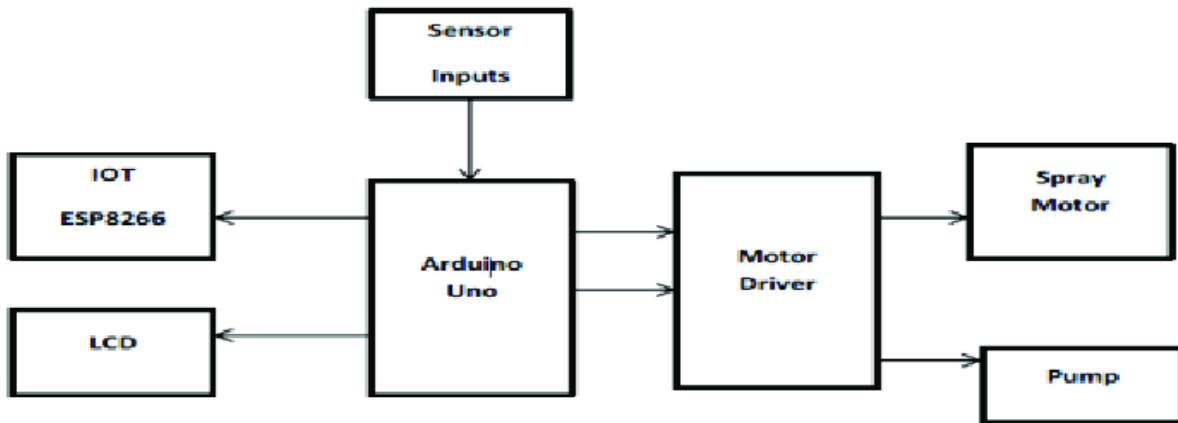 Sensor
Inputs
IOT
ESP8266
Arduino
Uno
LCD
Motor
Driver
Spray
Motor
Pump